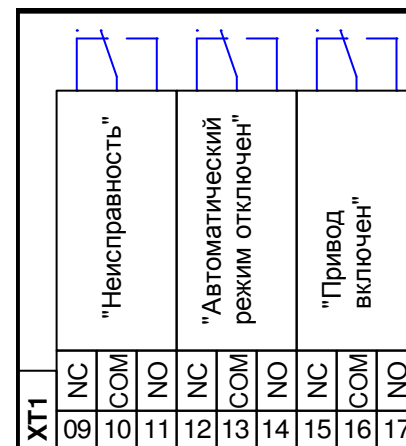 "Неисправность"
"Автоматический
режим отключен"
"Привод
включен"
NC COM NO NC COM NO NC COM NO
XT1
09 10 11 12 13 14 15 16 17